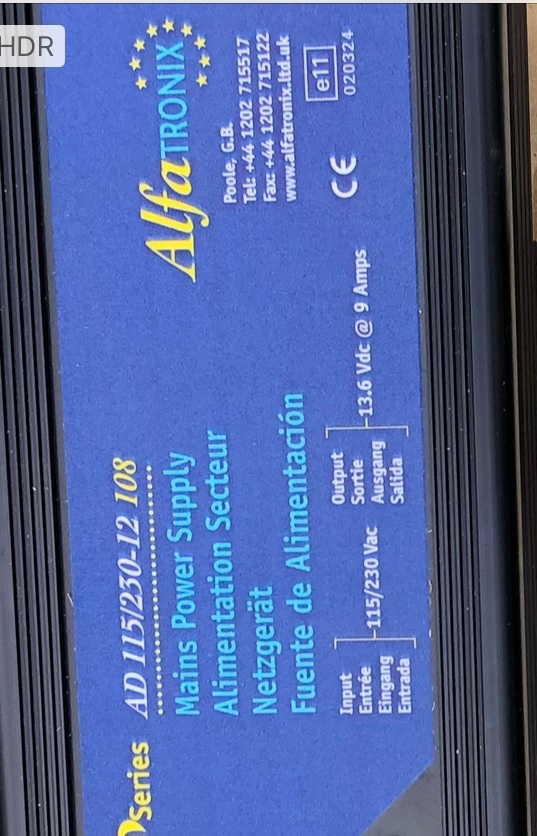 HDR
Series AD 115/230-12 108
Mains Power Supply
Alimentation Secteur
Netzgerät
Fuente de Alimentación
Input
Entrée
Eingang
Entrada
115/230 Vac
Output
Sortie
Ausgang
Salida
13.6 Vdc @ 9 Amps
AlfaTRONIX
Poole, G.B.
Tel: +44 1202 715517
Fax: +44 1202 715122
www.alfatronix.ltd.uk
CE
e11
020324